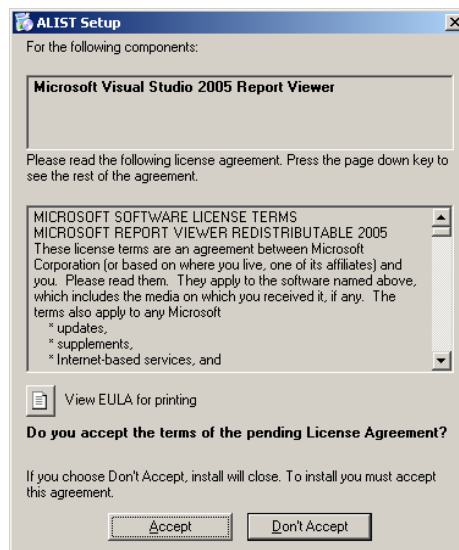 ALIST Setup
For the following components:
Microsoft Visual Studio 2005 Report Viewer
Please read the following license agreement. Press the page down key to
see the rest of the agreement.
MICROSOFT SOFTWARE LICENSE TERMS
MICROSOFT REPORT VIEWER REDISTRIBUTABLE 2005
These license terms are an agreement between Microsoft
Corporation (or based on where you live, one of its affiliates) and
you. Please read them. They apply to the software named above,
which includes the media on which you received it, if any. The
terms also apply to any Microsoft
* updates,
* supplements,
* Internet-based services, and
View EULA for printing
Do you accept the terms of the pending License Agreement?
If you choose Don't Accept, install will close. To install you must accept
this agreement.
Accept
Don't Accept